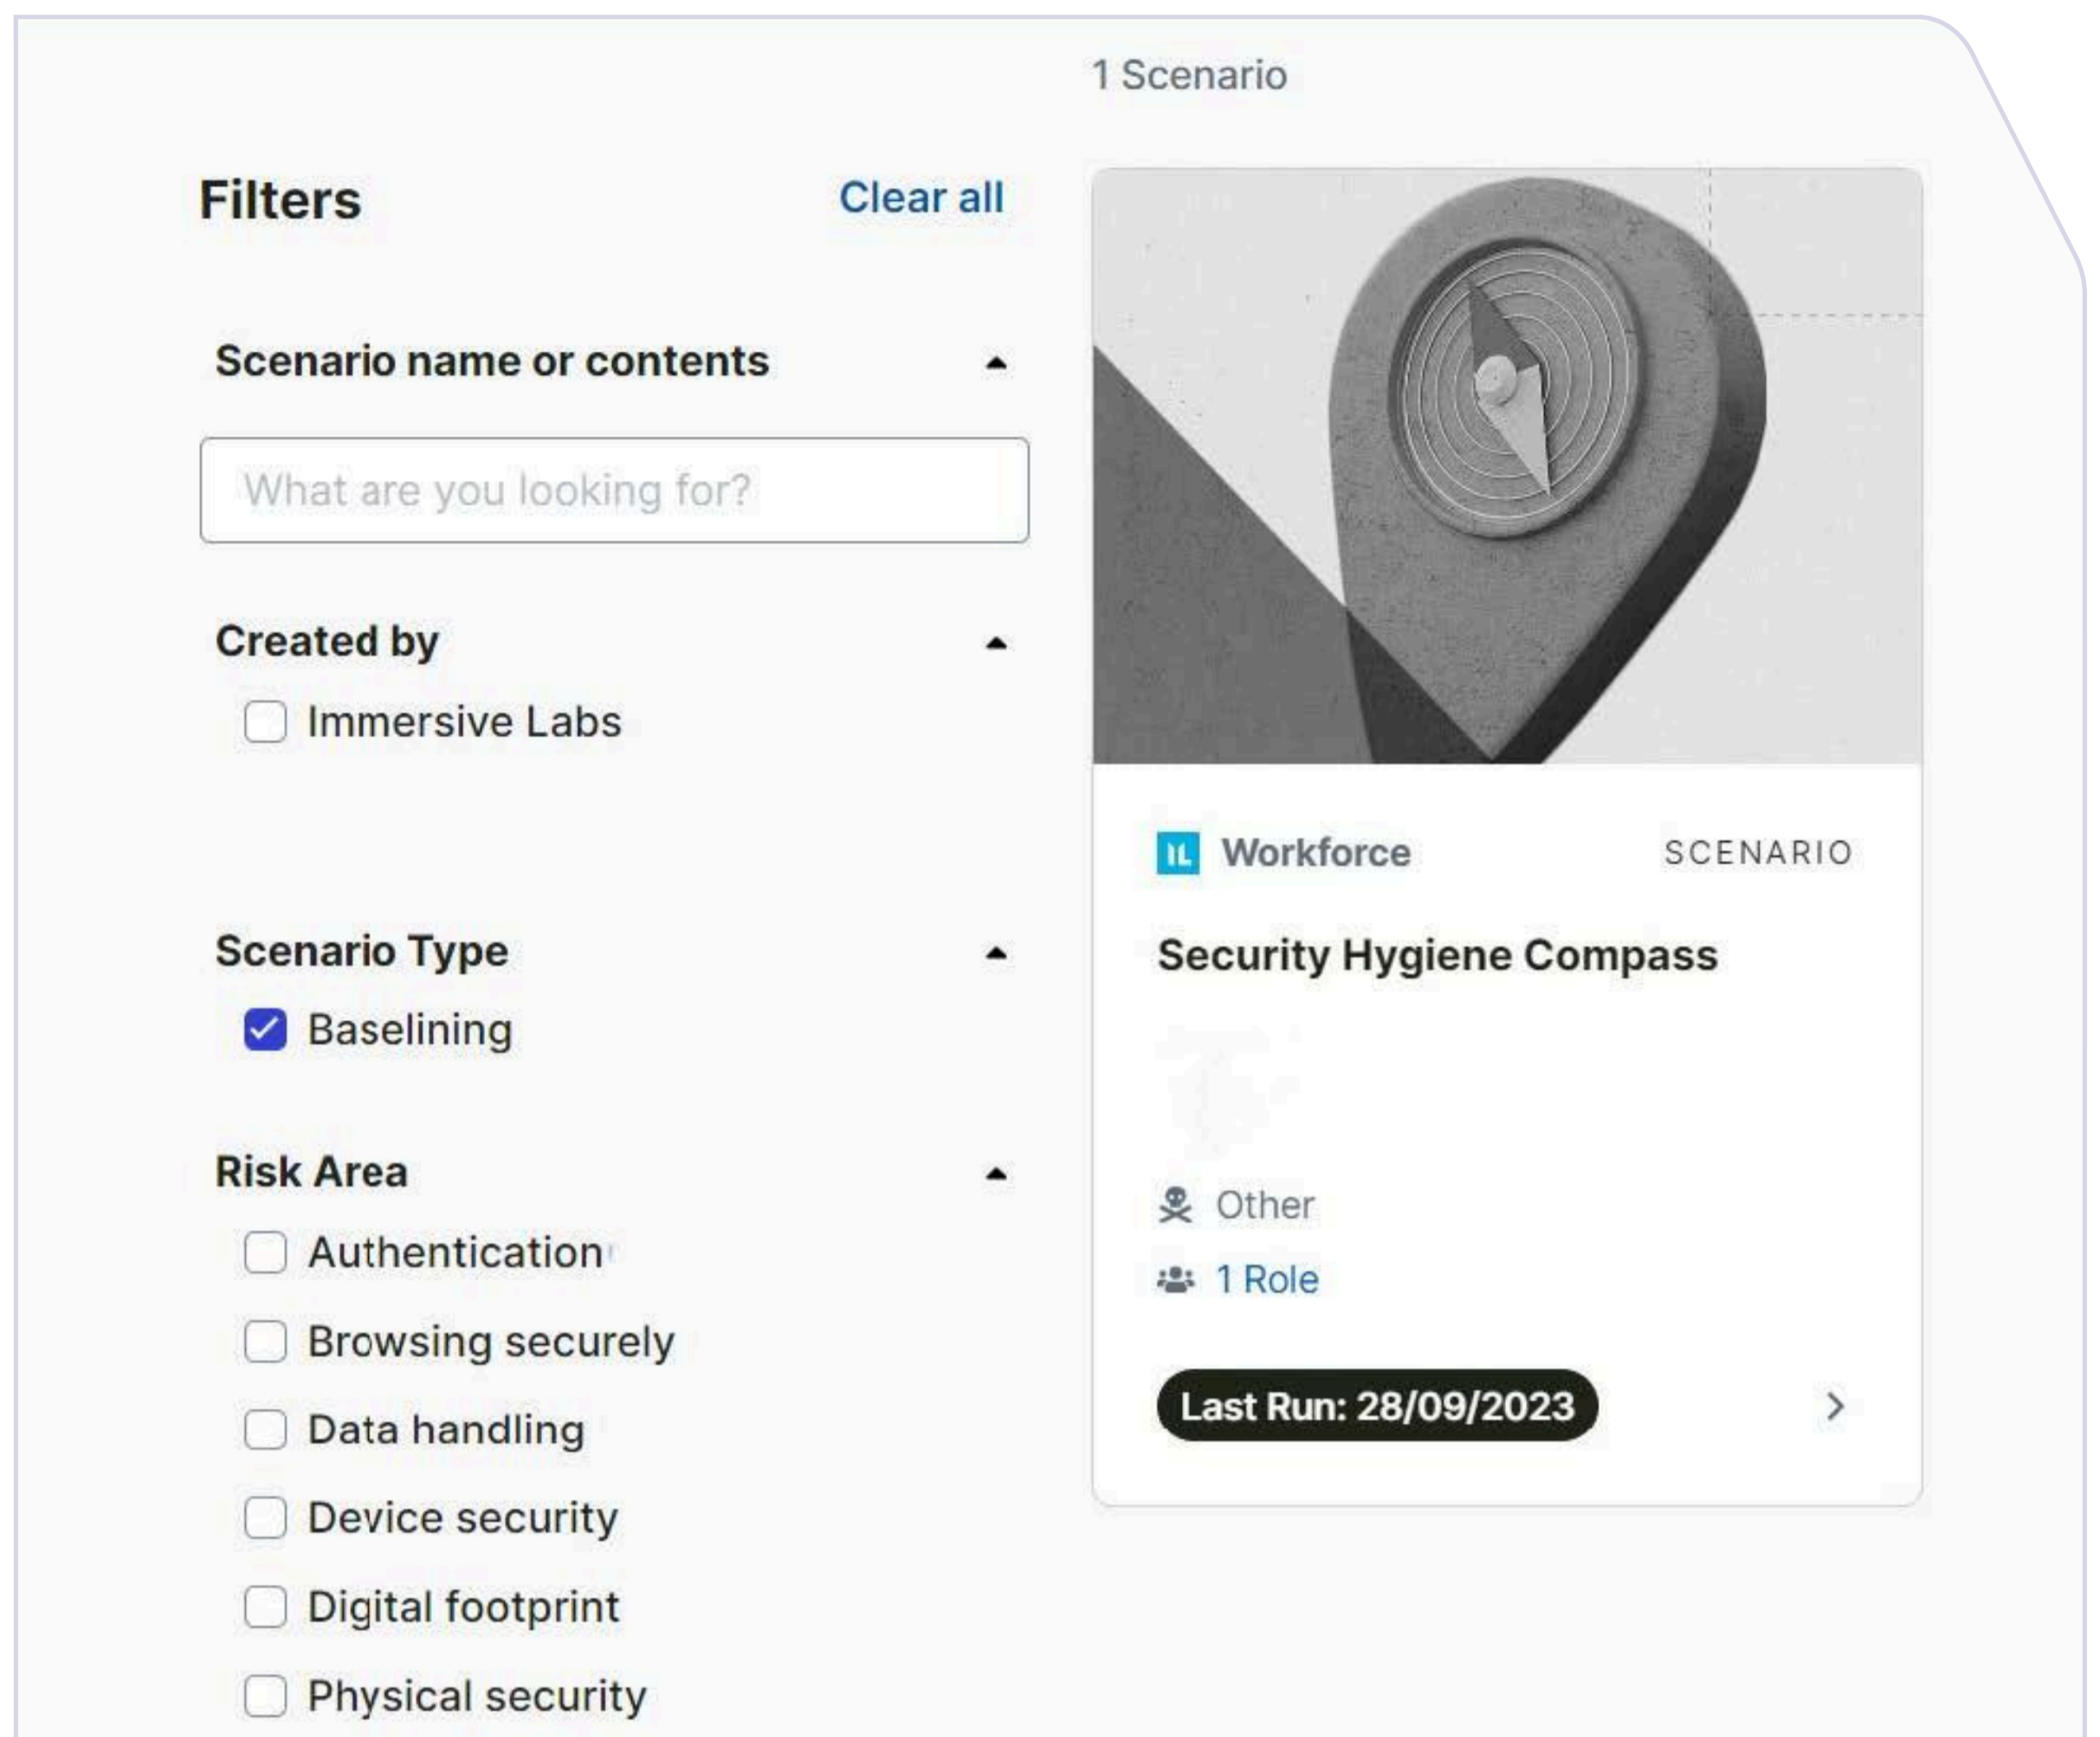 1 Scenario
Filters
Clear all
Scenario name or contents
What are you looking for?
Created by
Immersive Labs
Scenario Type
Baselining
Risk Area
Authentication
Browsing securely
Data handling
Device security
Digital footprint
Physical security
IL Workforce
SCENARIO
Security Hygiene Compass
Other
1 Role
Last Run: 28/09/2023